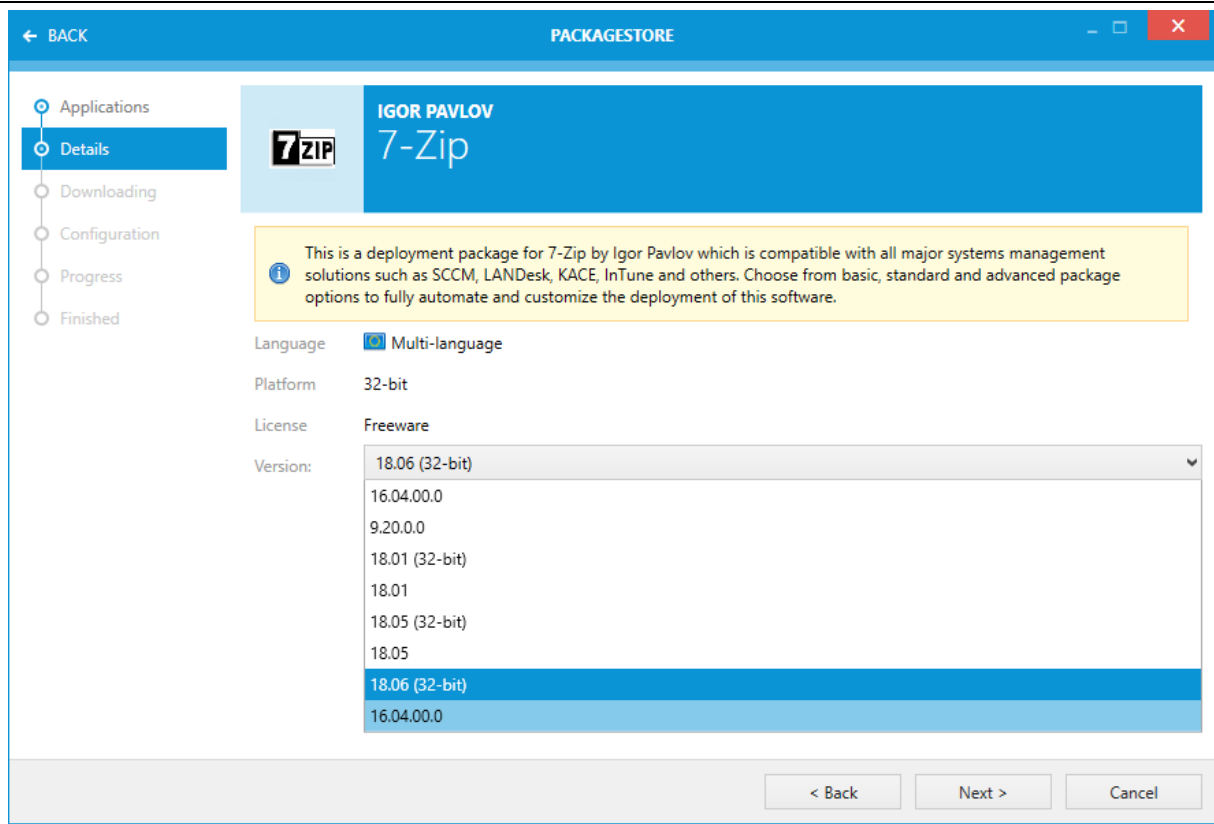 ← BACK
PACKAGESTORE
Applications
Details
Downloading
Configuration
Progress
Finished
7 ZIP
IGOR PAVLOV
7-Zip
This is a deployment package for 7-Zip by Igor Pavlov which is compatible with all major systems management
solutions such as SCCM, LANDesk, KACE, InTune and others. Choose from basic, standard and advanced package
options to fully automate and customize the deployment of this software.
Language Multi-language
Platform 32-bit
License Freeware
Version: 18.06 (32-bit)
16.04.00.0
9.20.0.0
18.01 (32-bit)
18.01
18.05 (32-bit)
18.05
18.06 (32-bit)
16.04.00.0
< Back Next > Cancel